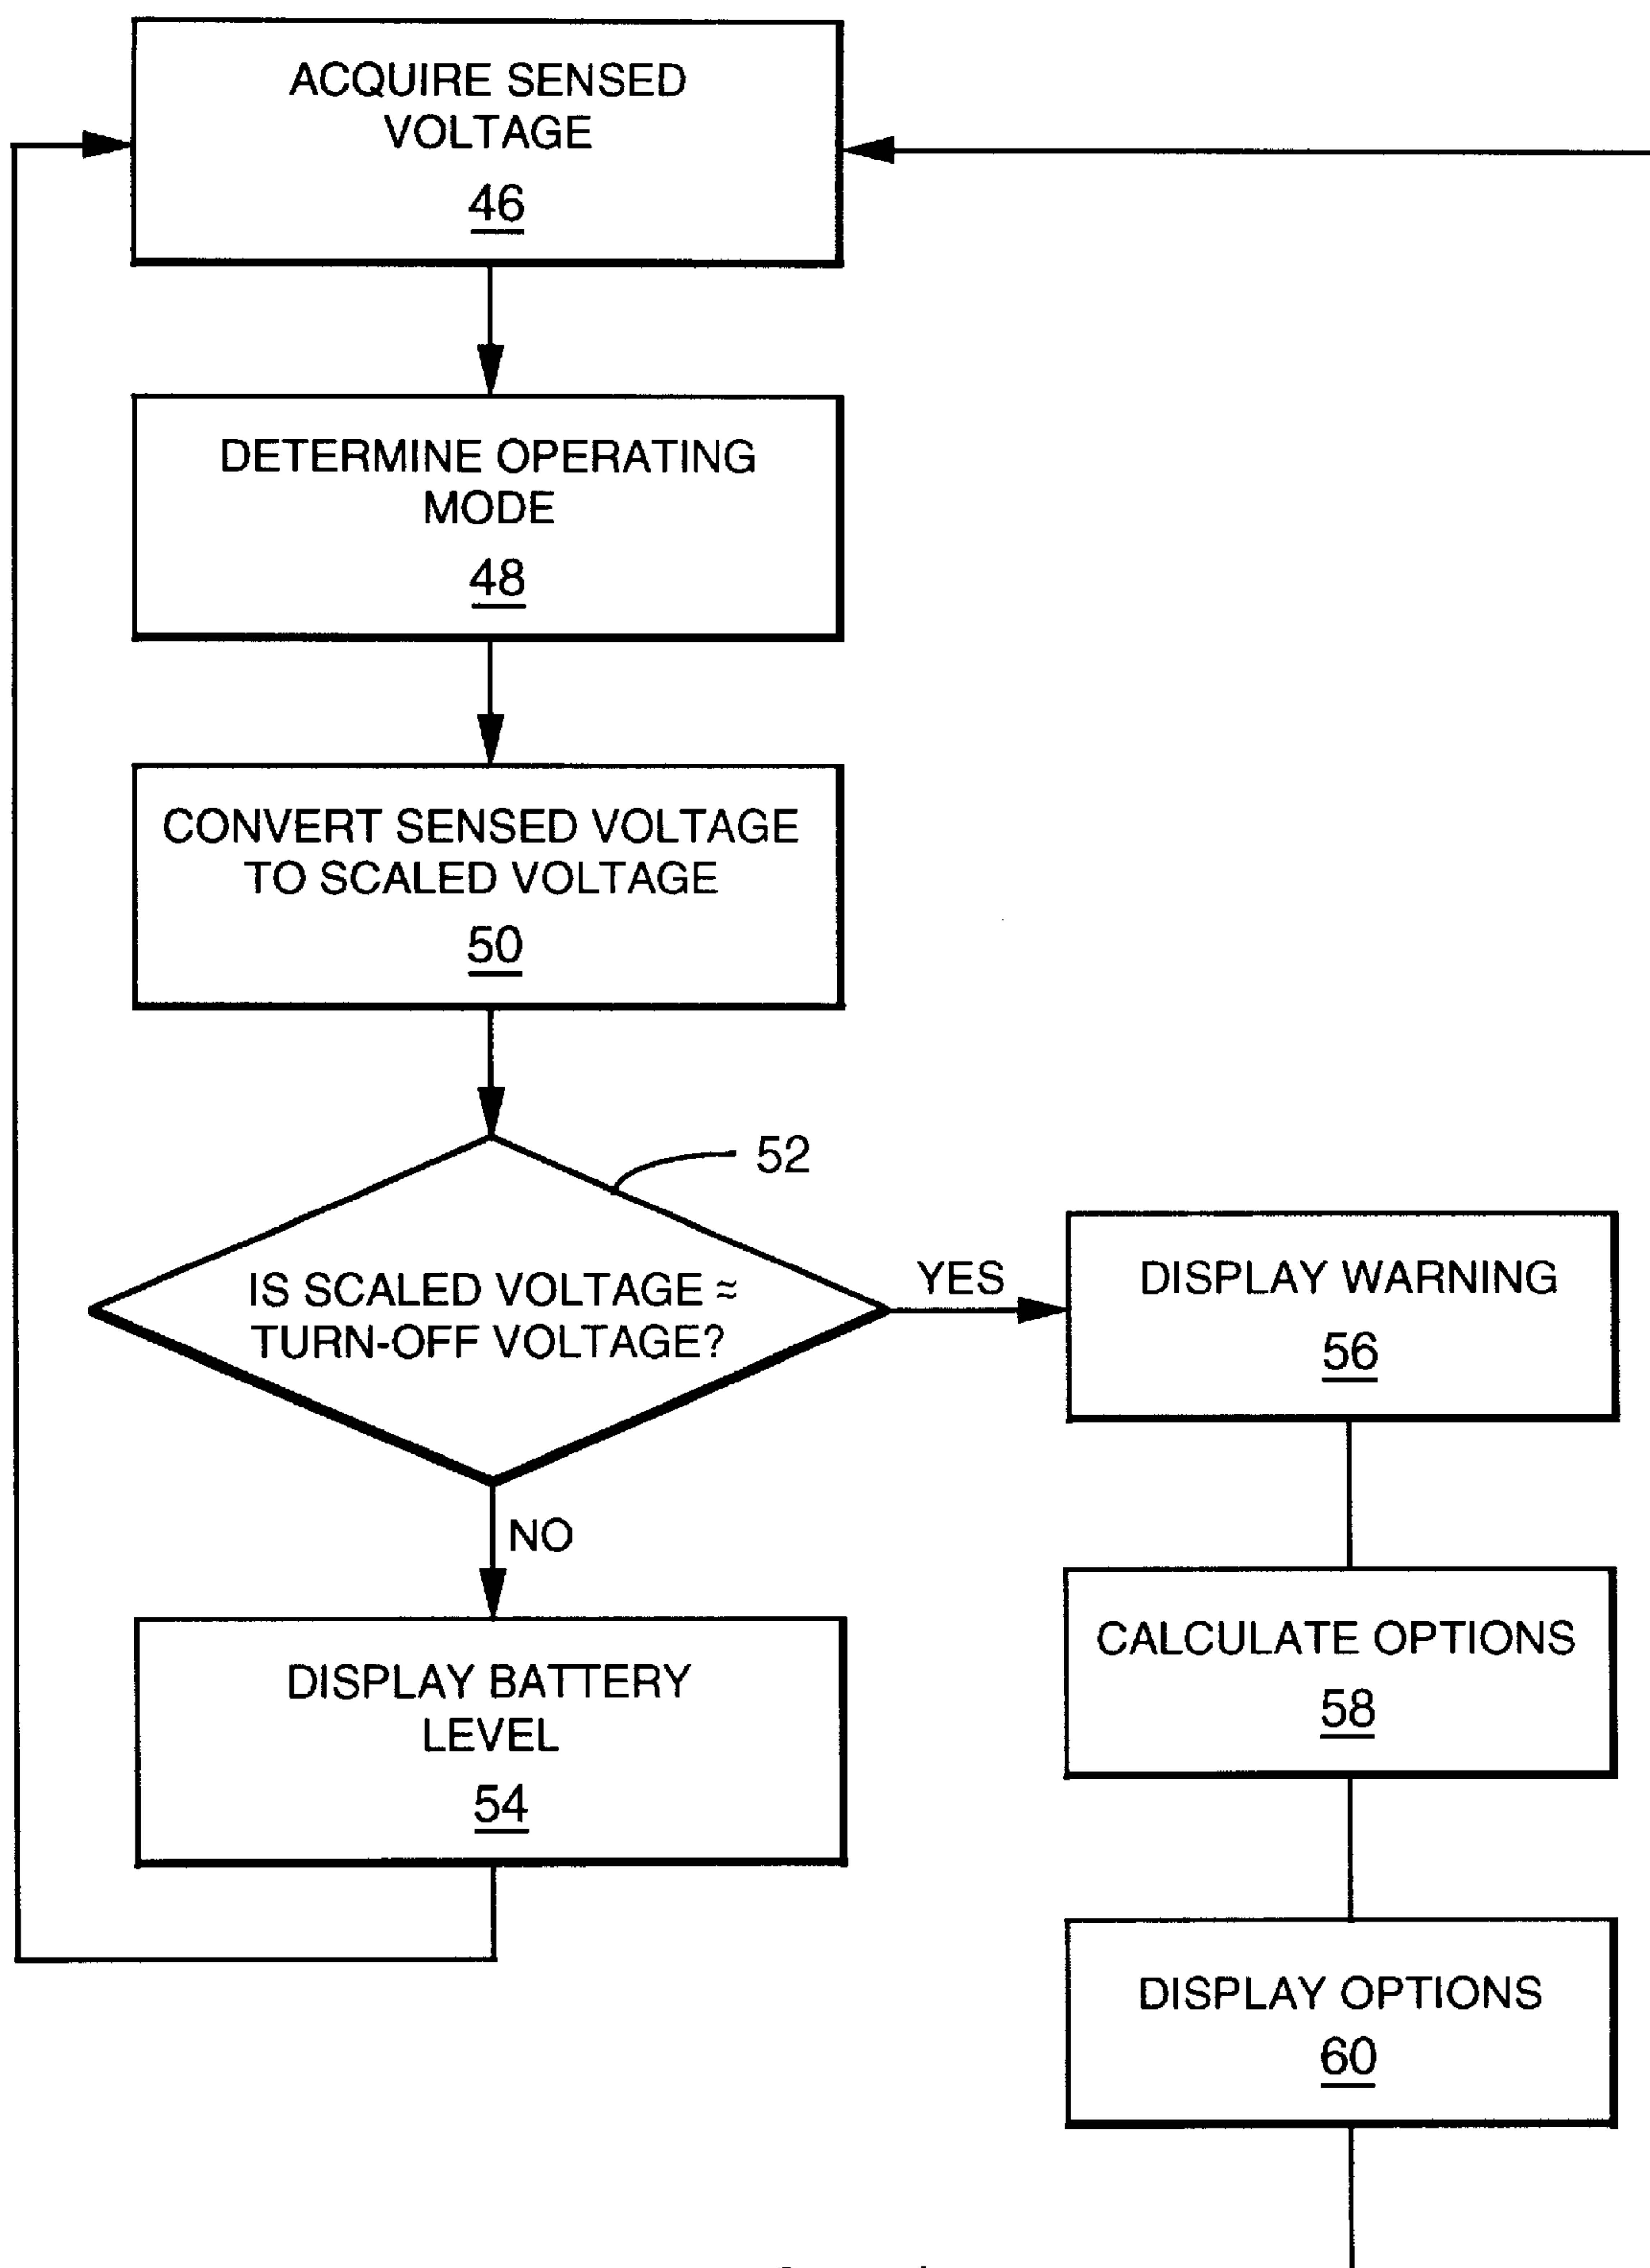 ACQUIRE SENSED
VOLTAGE
46
DETERMINE OPERATING
MODE
48
CONVERT SENSED VOLTAGE
TO SCALED VOLTAGE
50
52
IS SCALED VOLTAGE ≈
TURN-OFF VOLTAGE?
YES
NO
DISPLAY BATTERY
LEVEL
54
DISPLAY WARNING
56
CALCULATE OPTIONS
58
DISPLAY OPTIONS
60